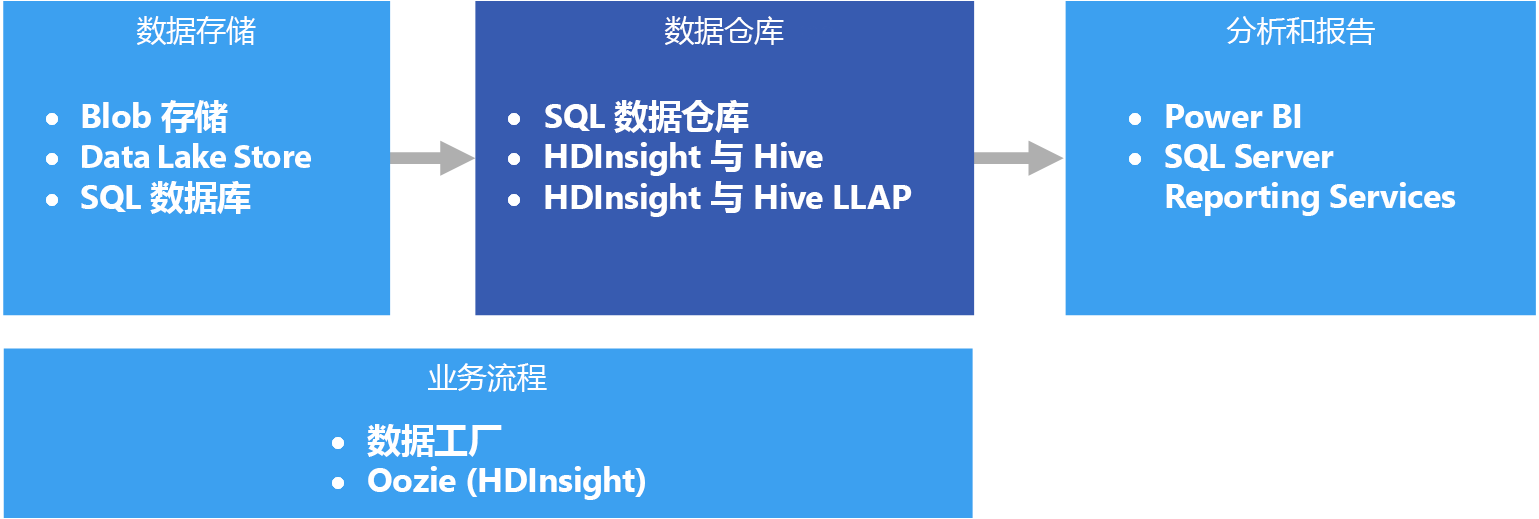 数据存储
• Blob 存储
• Data Lake Store
• SQL 数据库
数据仓库
• SQL 数据仓库
• HDInsight 与 Hive
• HDInsight 与 Hive LLAP
分析和报告
• Power BI
• SQL Server
Reporting Services
业务流程
• 数据工厂
• Oozie (HDInsight)